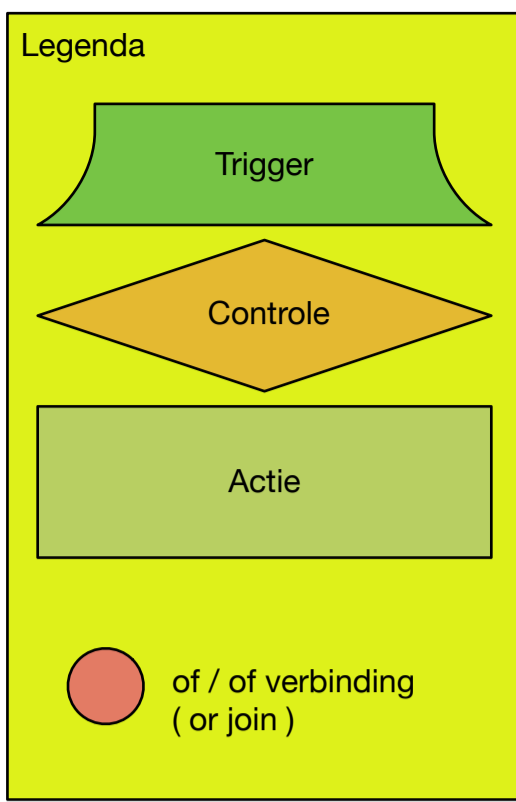 Legenda
Trigger
Controle
Actie
of / of verbinding
( or join )